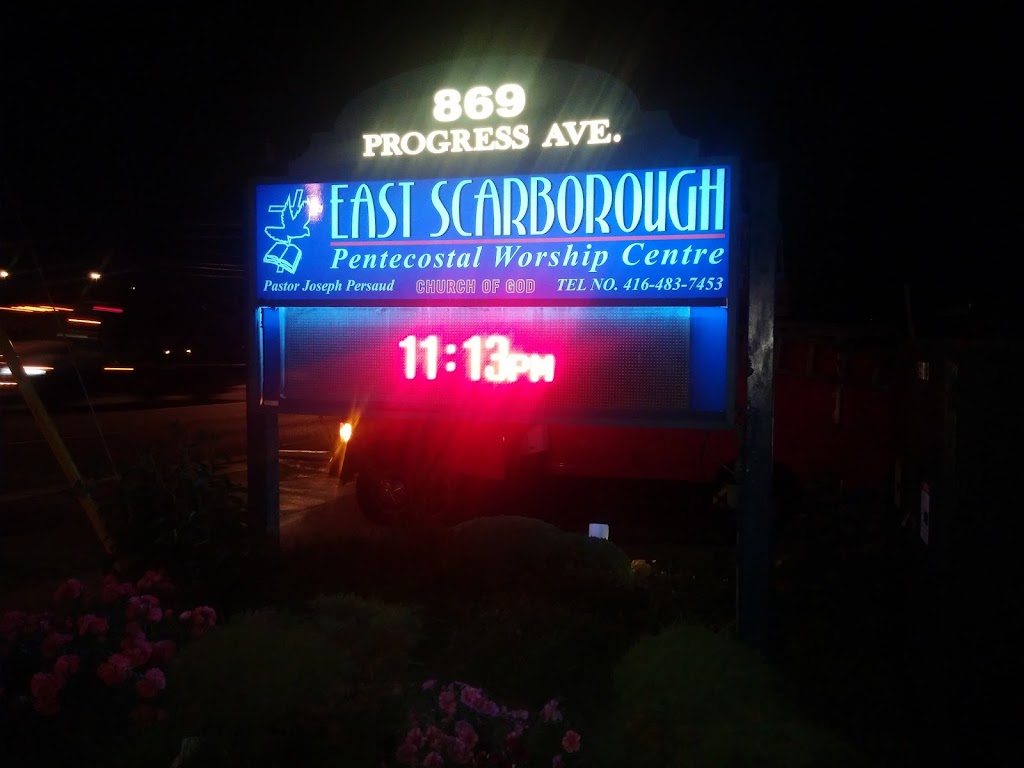 869
PROGRESS AVE.
EAST SCARBOROUGH
Pentecostal Worship Centre
Pastor Joseph Persaud CHURCH OF GOD TEL NO. 416-483-7453
11:13PM